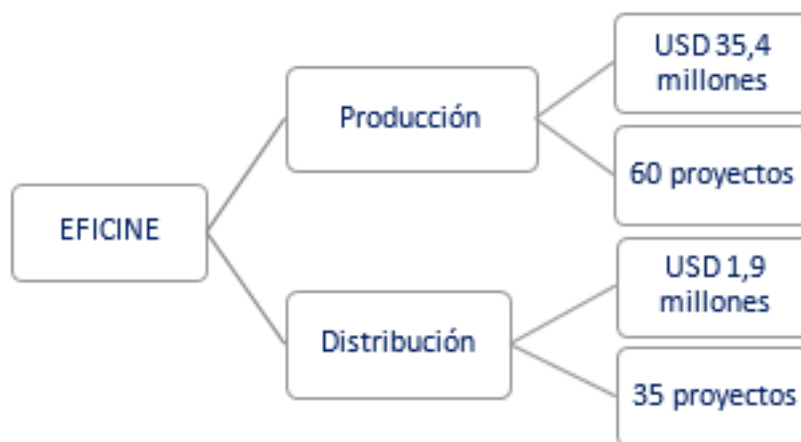 EFICINE
Producción
USD 35,4
millones
60 proyectos
Distribución
USD 1,9
millones
35 proyectos